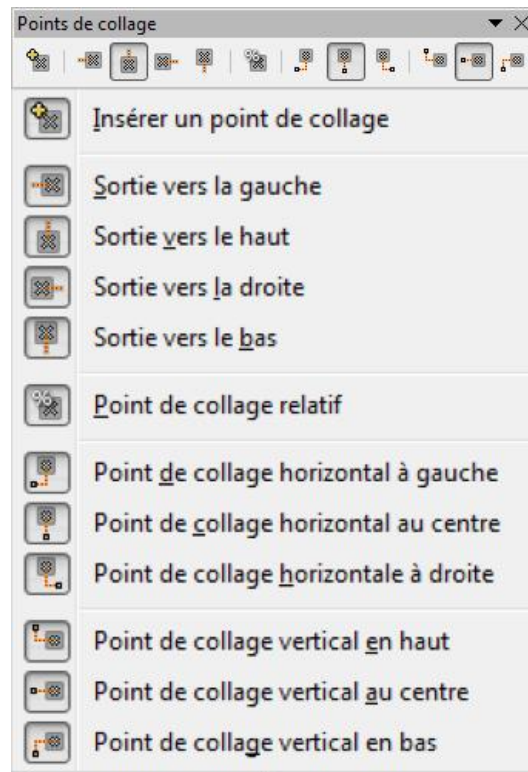 Points de collage
Insérer un point de collage
Sortie vers la gauche
Sortie vers le haut
Sortie vers la droite
Sortie vers le bas
Point de collage relatif
Point de collage horizontal à gauche
Point de collage horizontal au centre
Point de collage horizontale à droite
Point de collage vertical en haut
Point de collage vertical au centre
Point de collage vertical en bas